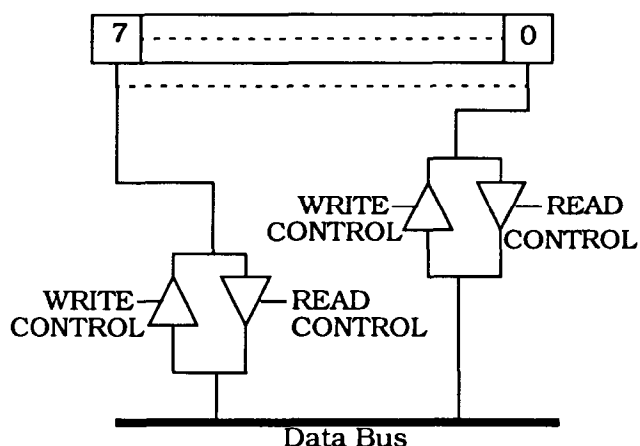 7 0
WRITE READ
CONTROL CONTROL
WRITE READ
CONTROL CONTROL
Data Bus